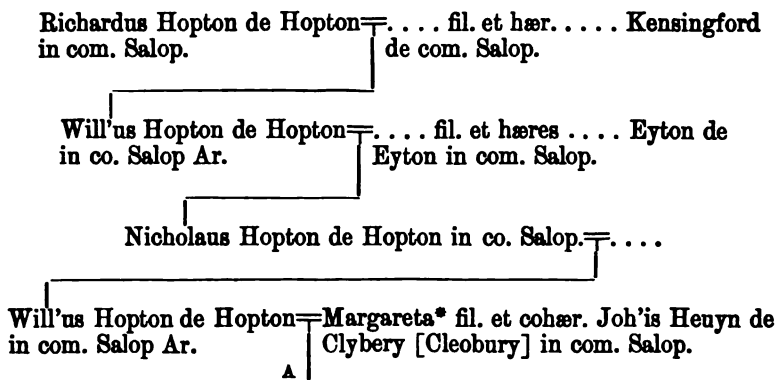 Richardus Hopton de Hopton=.... fil. et hær..... Kensingford
in com. Salop. de com. Salop.
Will'us Hopton de Hopton=.... fil. et hæres .... Eyton de
in co. Salop Ar. Eyton in com. Salop.
Nicholaus Hopton de Hopton in co. Salop.=....
Will'us Hopton de Hopton=Margareta* fil. et cohær. Joh'is Heuyn de
in com. Salop Ar. Clybery [Cleobury] in com. Salop.
A